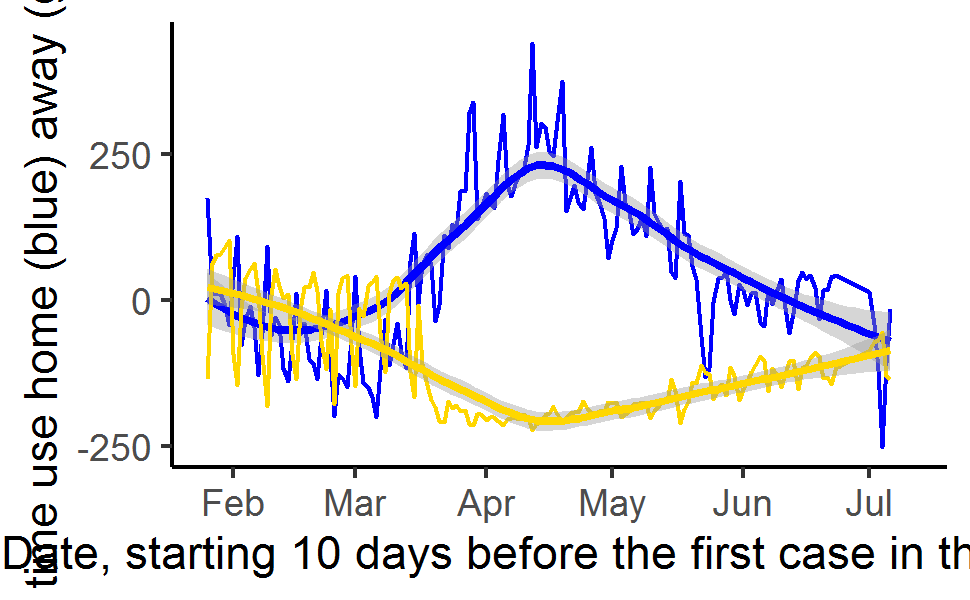 time use home (blue) away (
250
0
-250
Feb Mar Apr May Jun Jul
Date, starting 10 days before the first case in th